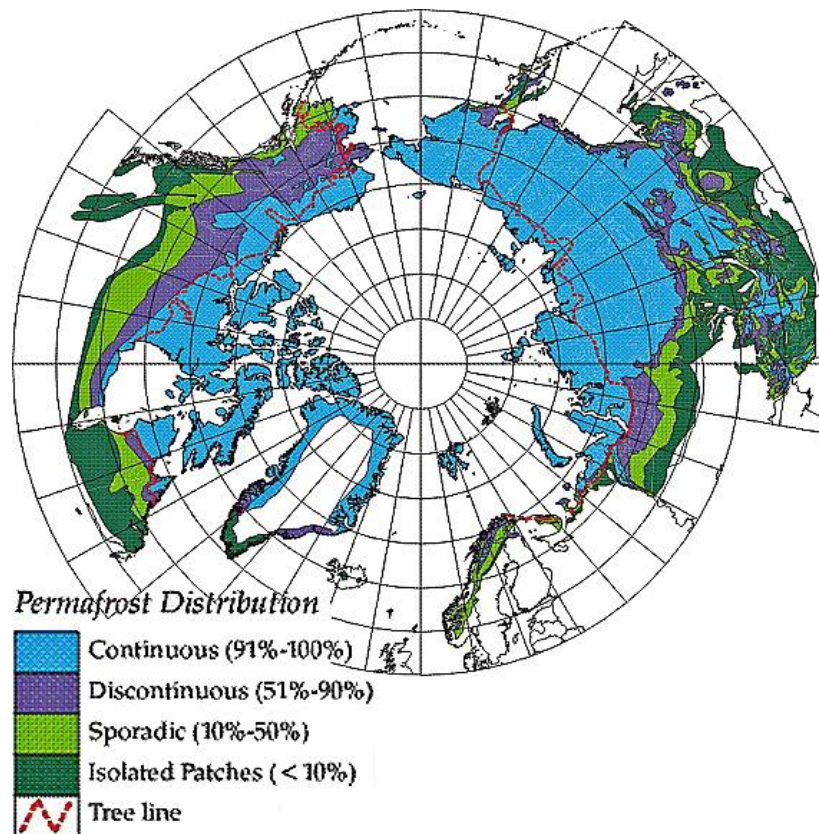 Permafrost Distribution
Continuous (91%-100%)
Discontinuous (51%-90%)
Sporadic (10%-50%)
Isolated Patches (< 10%)
Tree line